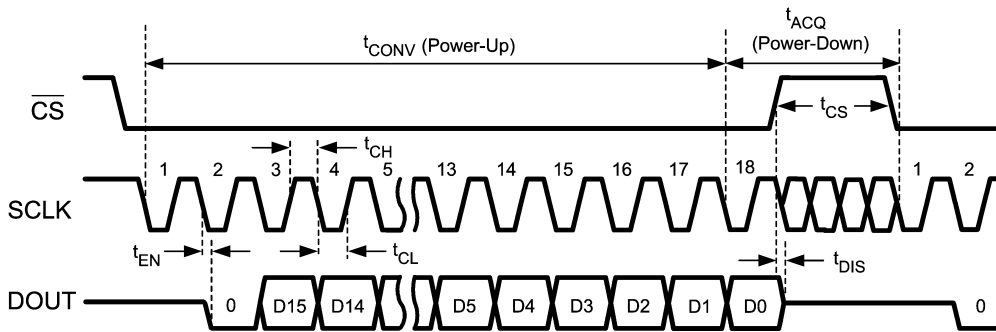 tCONV (Power-Up)
tACQ
(Power-Down)
CS
tCS
1 2 3 tCH 4 5 13 14 15 16 17 18 1 2
SCLK
tEN tCL tDIS
DOUT 0 D15 D14 D5 D4 D3 D2 D1 D0 0